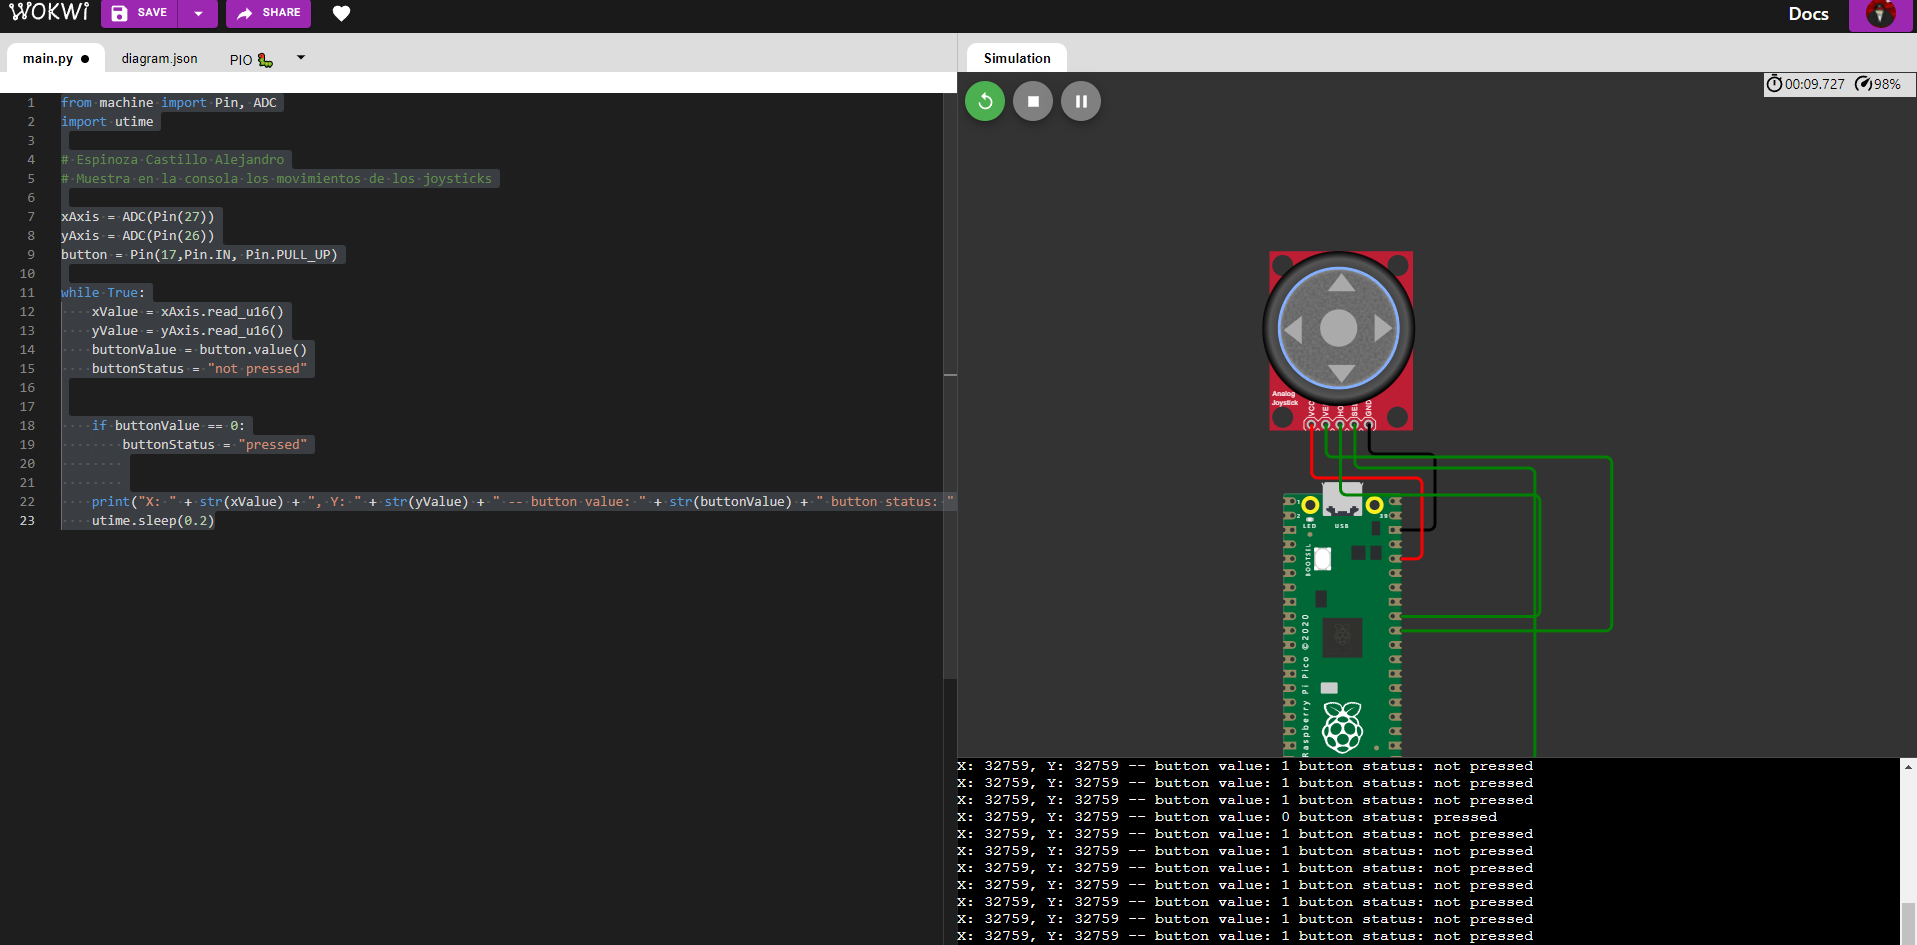 WOKWi SAVE SHARE Docs
main.py diagram.json PIO
Simulation
00:09.727 98%
1 from machine import Pin, ADC
2 import utime
3
4 # Espinoza Castillo Alejandro
5 # Muestra en la consola los movimientos de los joysticks
6
7 xAxis = ADC(Pin(27))
8 yAxis = ADC(Pin(26))
9 button = Pin(17,Pin.IN, Pin.PULL_UP)
10
11 while True:
12 xValue = xAxis.read_u16()
13 yValue = yAxis.read_u16()
14 buttonValue = button.value()
15 buttonStatus = "not pressed"
16
17
18 if buttonValue == 0:
19 buttonStatus = "pressed"
20
21
22 print("X: " + str(xValue) + ", Y: " + str(yValue) + " -- button value: " + str(buttonValue) + " button status: "
23 utime.sleep(0.2)
Analog
Joystick
GND
1
2
39
LED
USB
BOOTSEL
Raspberry Pi Pico ©2020
X: 32759, Y: 32759 -- button value: 1 button status: not pressed
X: 32759, Y: 32759 -- button value: 1 button status: not pressed
X: 32759, Y: 32759 -- button value: 1 button status: not pressed
X: 32759, Y: 32759 -- button value: 0 button status: pressed
X: 32759, Y: 32759 -- button value: 1 button status: not pressed
X: 32759, Y: 32759 -- button value: 1 button status: not pressed
X: 32759, Y: 32759 -- button value: 1 button status: not pressed
X: 32759, Y: 32759 -- button value: 1 button status: not pressed
X: 32759, Y: 32759 -- button value: 1 button status: not pressed
X: 32759, Y: 32759 -- button value: 1 button status: not pressed
X: 32759, Y: 32759 -- button value: 1 button status: not pressed